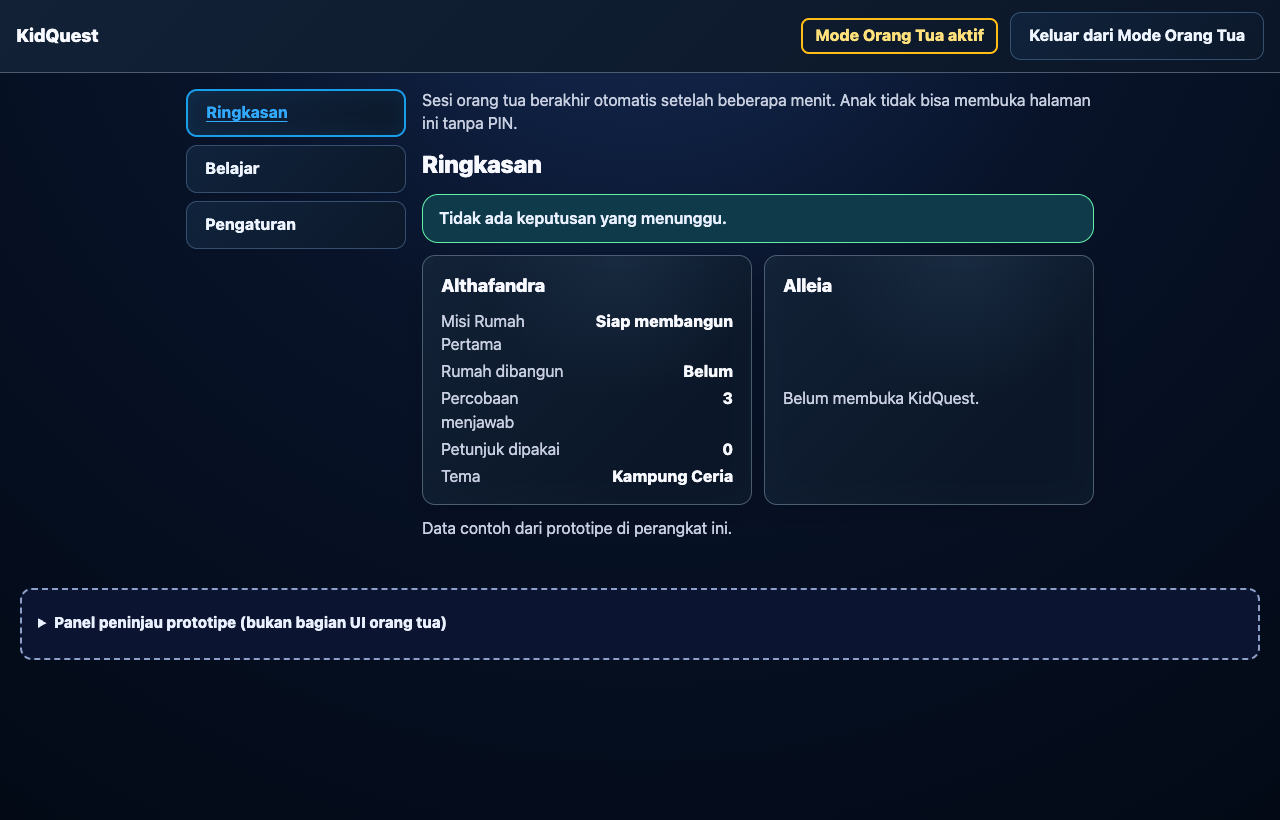 KidQuest
Mode Orang Tua aktif
Keluar dari Mode Orang Tua
Ringkasan
Belajar
Pengaturan
Sesi orang tua berakhir otomatis setelah beberapa menit. Anak tidak bisa membuka halaman
ini tanpa PIN.
Ringkasan
Tidak ada keputusan yang menunggu.
Althafandra
Misi Rumah Pertama
Siap membangun
Rumah dibangun
Belum
Percobaan menjawab
3
Petunjuk dipakai
0
Tema
Kampung Ceria
Alleia
Belum membuka KidQuest.
Data contoh dari prototipe di perangkat ini.
Panel peninjau prototipe (bukan bagian UI orang tua)